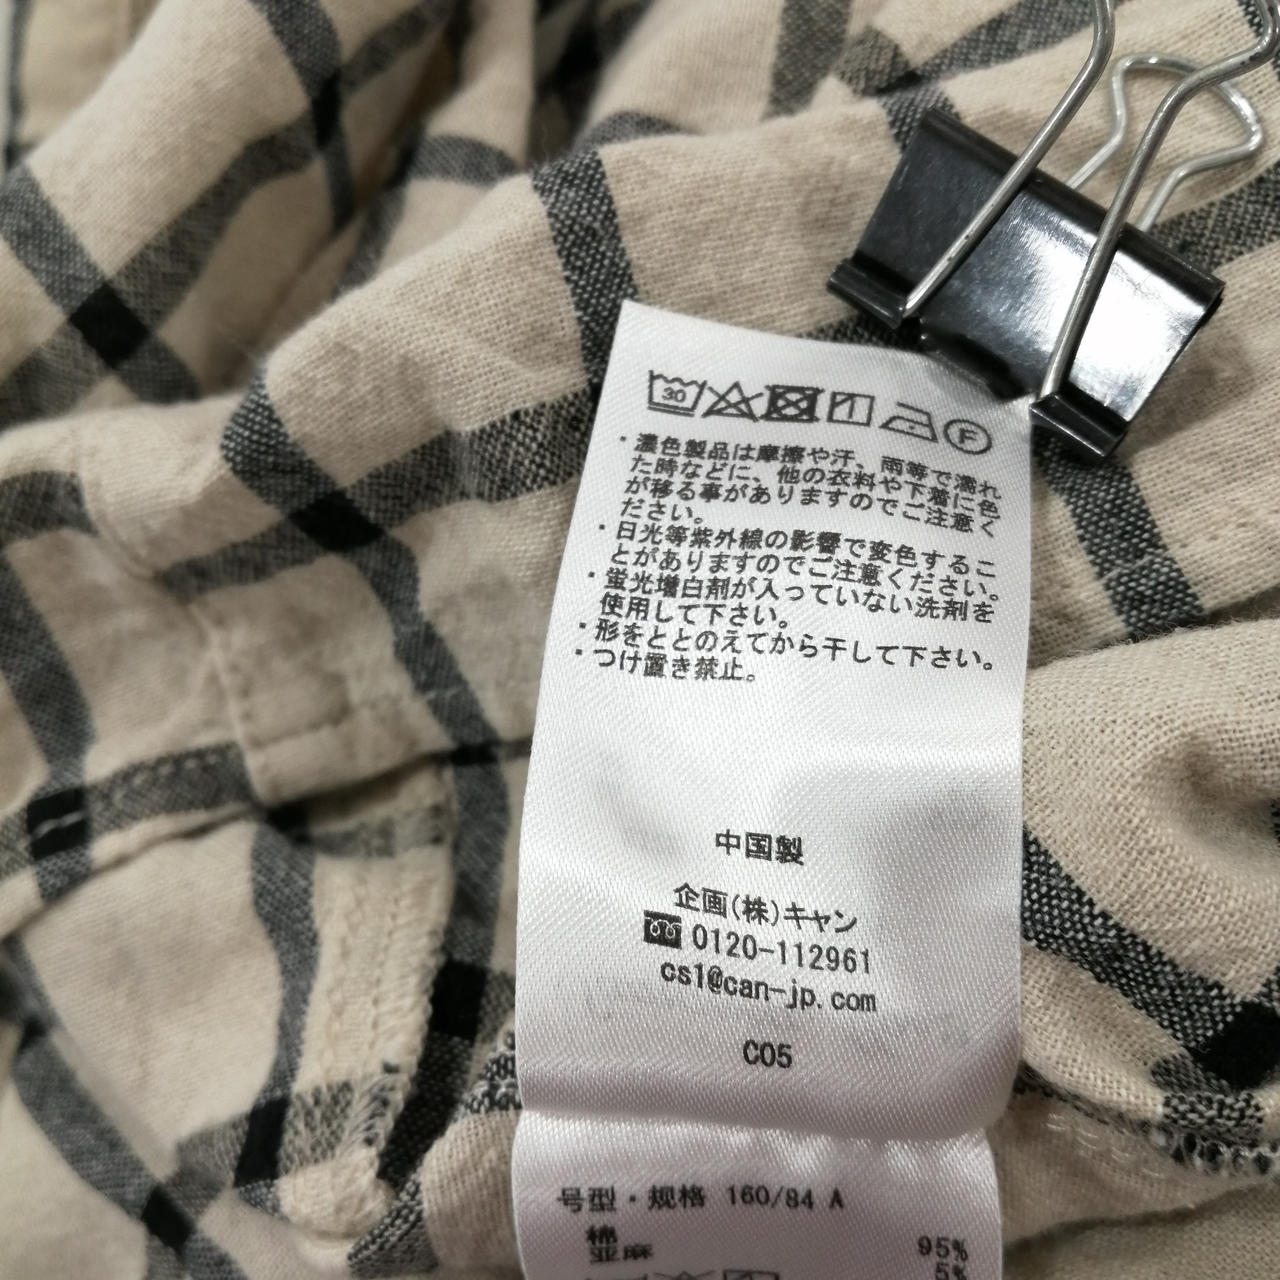 30
F
・濃色製品は摩擦や汗、雨等で濡れ
た時などに、他の衣料や下着に色
が移る事がありますのでご注意く
ださい。
・日光等紫外線の影響で変色するこ
とがありますのでご注意ください。
・蛍光増白剤が入っていない洗剤を
使用して下さい。
・形をととのえてから干して下さい。
・つけ置き禁止。
中国製
企画(株)キャン
0120-112961
cs1@can-jp.com
C05
号型・规格 160/84 A
棉 95%
亚麻 5%